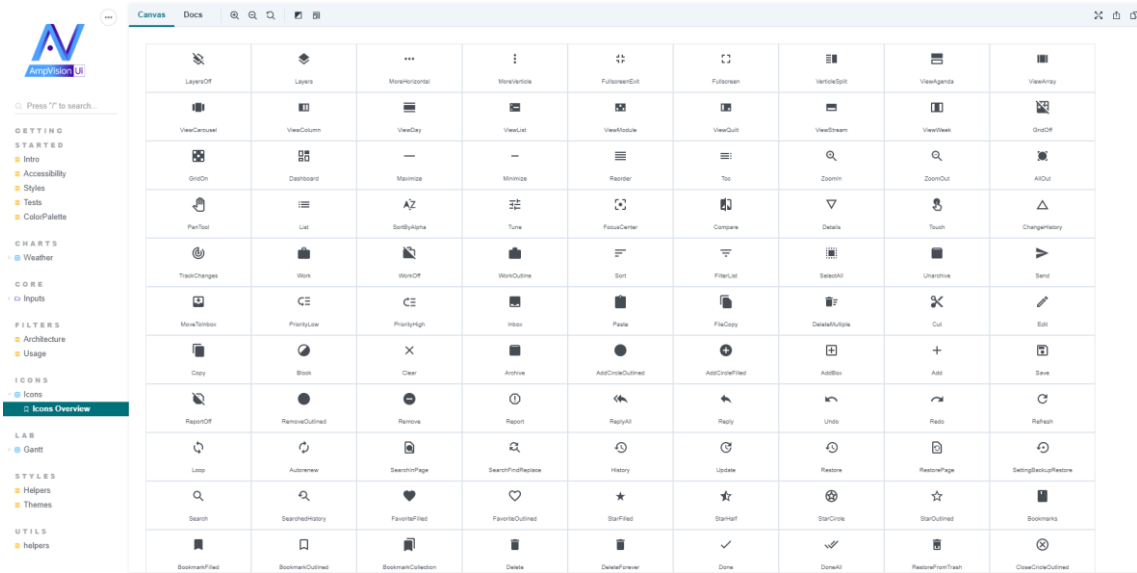 Canvas Docs
AmpVision UI
Press "/" to search...
GETTING
STARTED
Intro
Accessibility
Styles
Tests
ColorPalette
CHARTS
Weather
CORE
Inputs
FILTERS
Architecture
Usage
ICONS
Icons
Icons Overview
LAB
Gantt
STYLES
Helpers
Themes
UTILS
helpers
LayersOff Layers MoreHorizontal MoreVerticle FullscreenExit Fullscreen VerticleSplit ViewAgenda ViewArray
ViewCarousel ViewColumn ViewDay ViewList ViewModule ViewQuilt ViewStream ViewWeek GridOff
GridOn Dashboard Maximize Minimize Reorder Toc ZoomIn ZoomOut AllOut
PanTool List SortByAlpha Tune FocusCenter Compare Details Touch ChangeHistory
TrackChanges Work WorkOff WorkOutline Sort FilterList SelectAll Unarchive Send
MoveToInbox PriorityLow PriorityHigh Inbox Paste FileCopy DeleteMultiple Cut Edit
Copy Block Clear Archive AddCircleOutlined AddCircleFilled AddBox Add Save
ReportOff RemoveOutlined Remove Report ReplyAll Reply Undo Redo Refresh
Loop Autorenew SearchInPage SearchFindReplace History Update Restore RestorePage SettingBackupRestore
Search SearchedHistory FavoriteFilled FavoriteOutlined StarFilled StarHalf StarCircle StarOutlined Bookmarks
BookmarkFilled BookmarkOutlined BookmarkCollection Delete DeleteForever Done DoneAll RestoreFromTrash CloseCircleOutlined